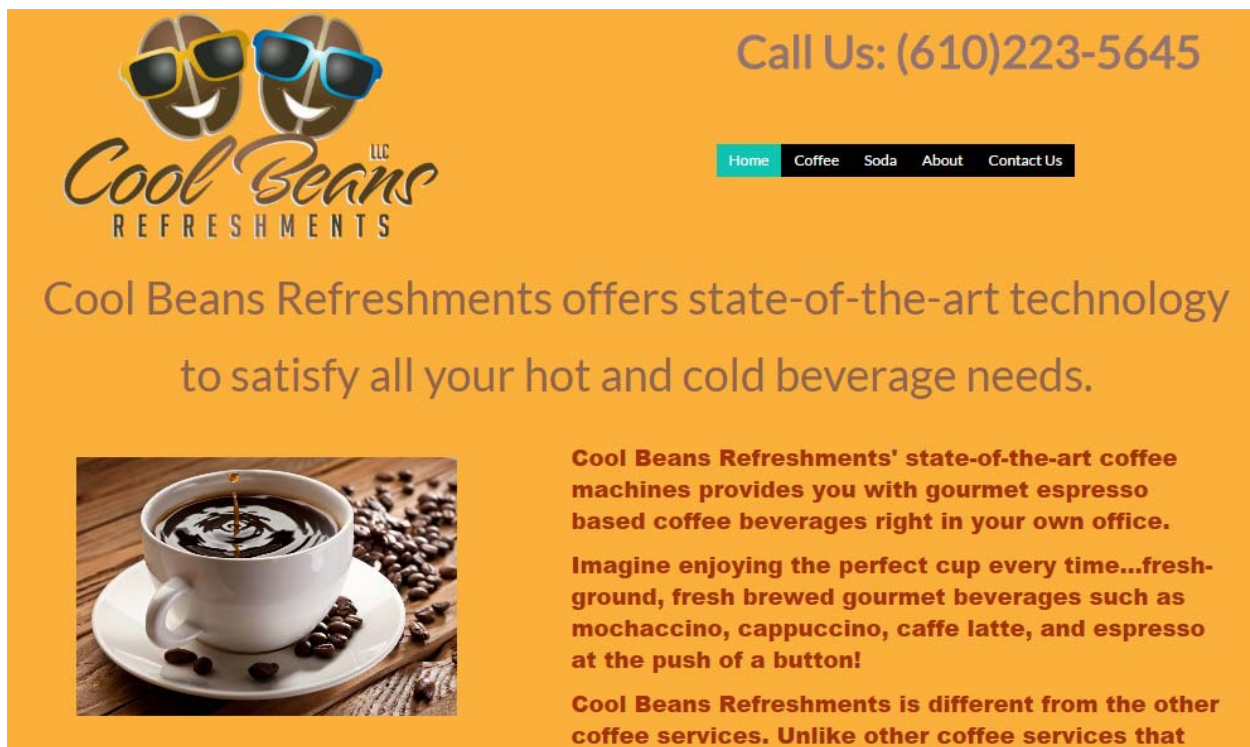 Call Us: (610)223-5645
Home Coffee Soda About Contact Us
Cool Beans LLC
REFRESHMENTS
Cool Beans Refreshments offers state-of-the-art technology
to satisfy all your hot and cold beverage needs.
Cool Beans Refreshments' state-of-the-art coffee
machines provides you with gourmet espresso
based coffee beverages right in your own office.
Imagine enjoying the perfect cup every time...fresh-
ground, fresh brewed gourmet beverages such as
mochaccino, cappuccino, caffe latte, and espresso
at the push of a button!
Cool Beans Refreshments is different from the other
coffee services. Unlike other coffee services that